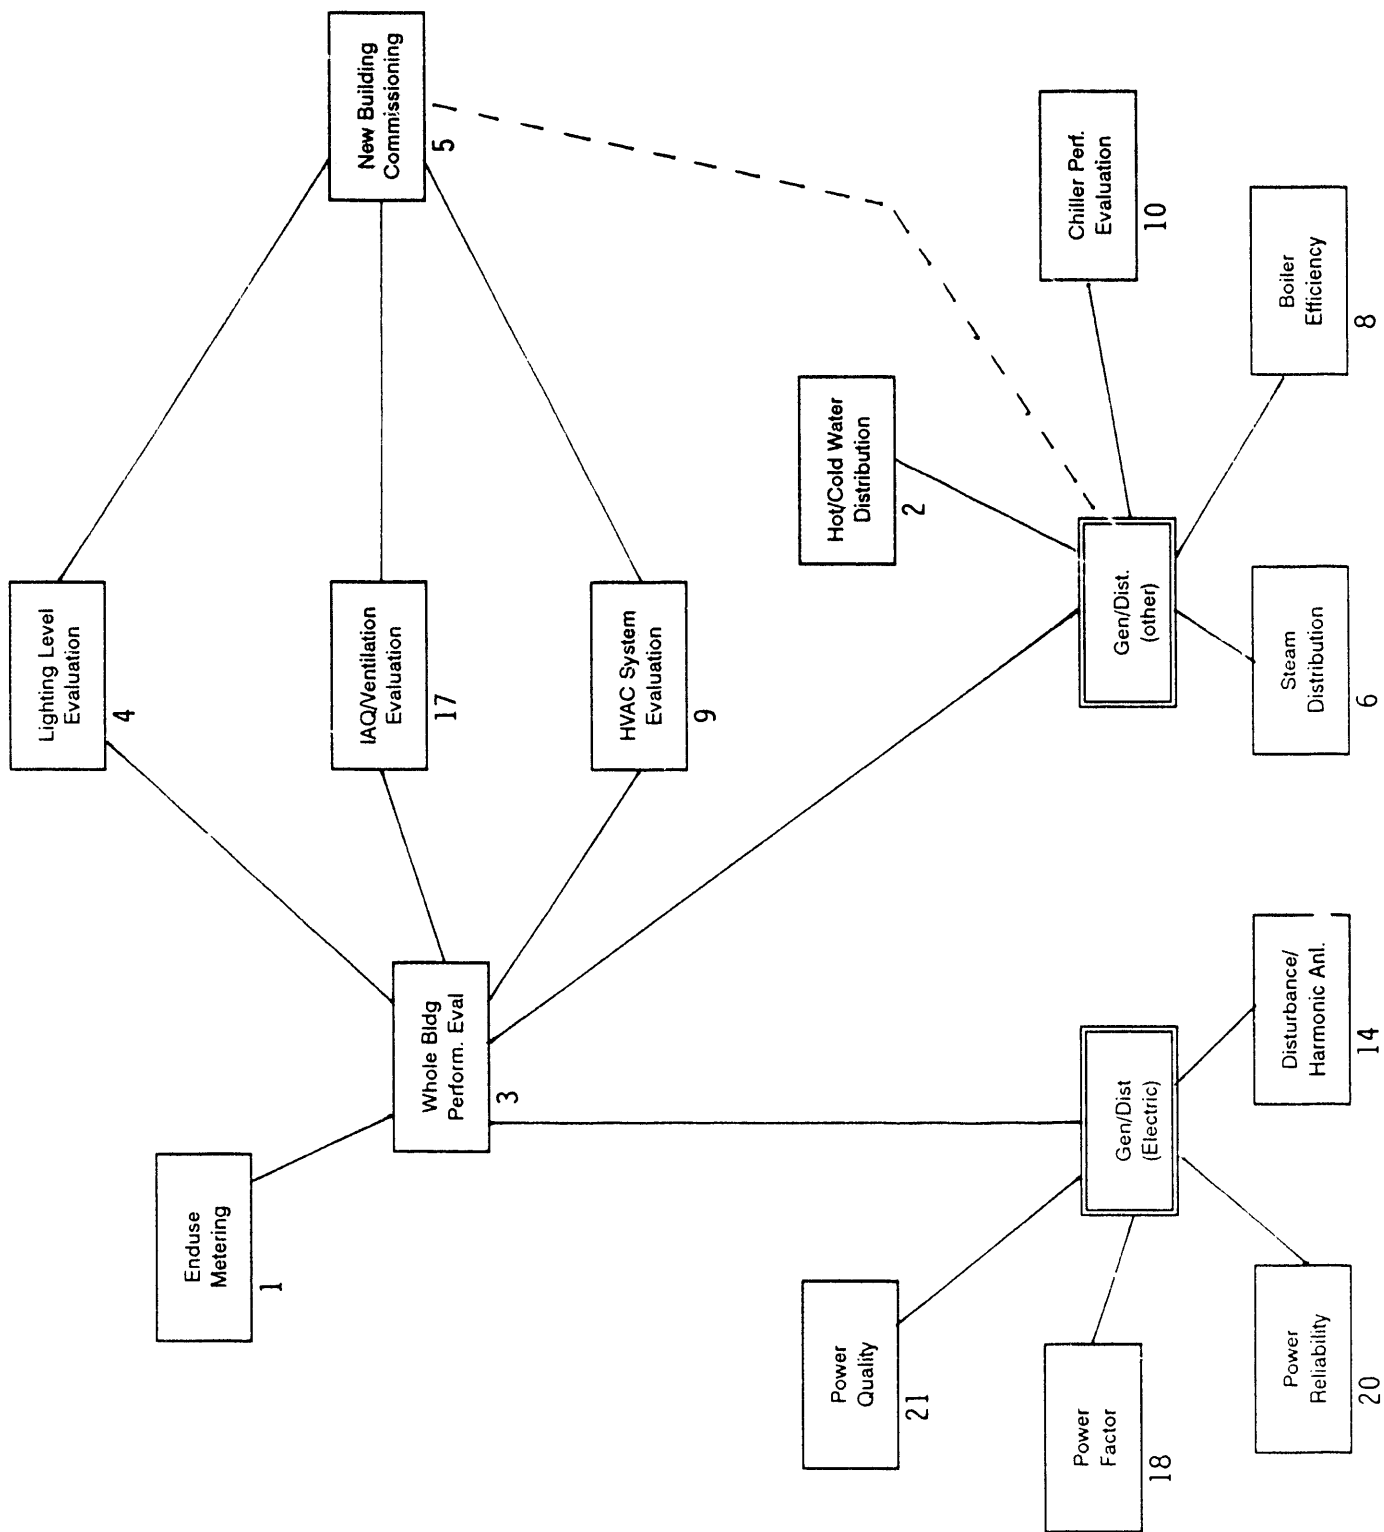 Enduse
Metering
1
Lighting Level
Evaluation
4
Whole Bldg
Perform. Eval
3
IAQ/Ventilation
Evaluation
17
New Building
Commissioning
5
HVAC System
Evaluation
9
Power
Quality
21
Hot/Cold Water
Distribution
2
Power
Factor
18
Gen/Dist
(Electric)
Gen/Dist.
(other)
Chiller Perf.
Evaluation
10
Power
Reliability
20
Disturbance/
Harmonic Anl.
14
Steam
Distribution
6
Boiler
Efficiency
8